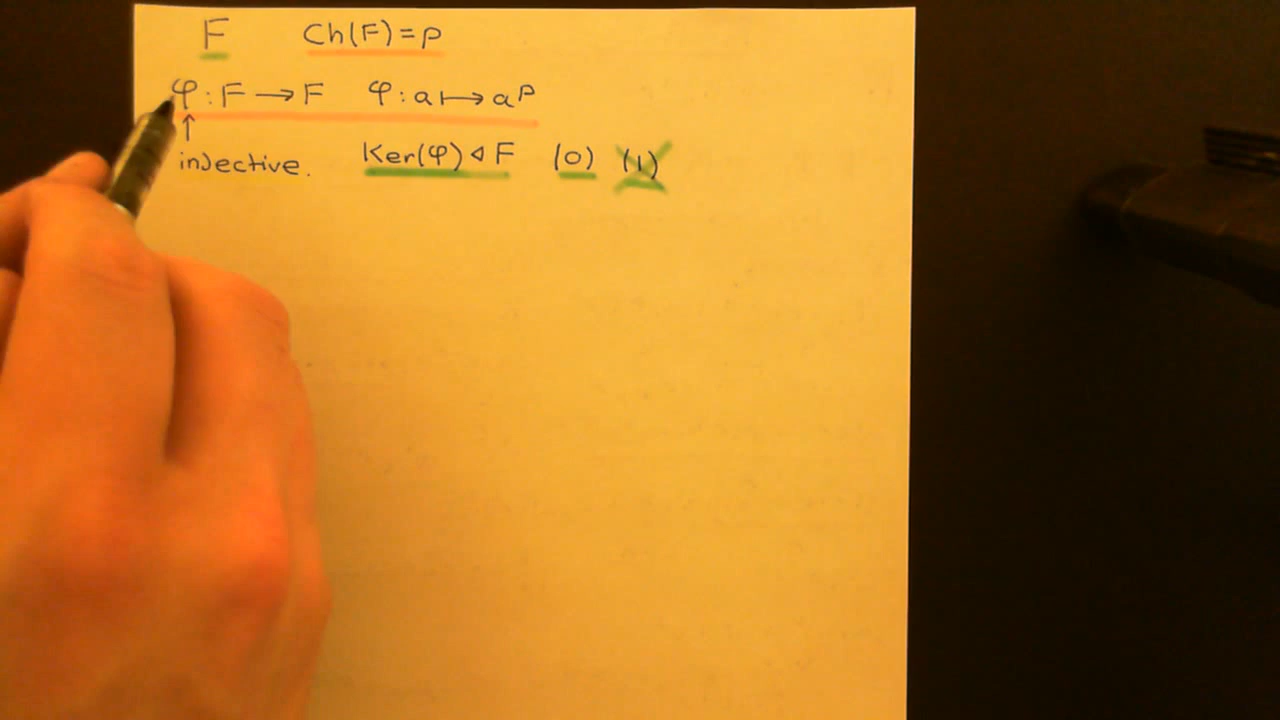 F Ch(F)=p
φ:F⟶F φ:a↦a^p
↑
injective. Ker(φ)◁F (0) (1)